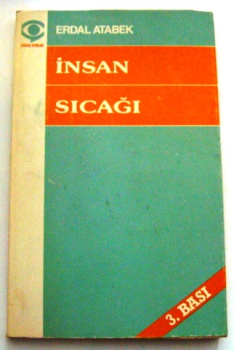 ERDAL ATABEK
İNSAN
SICAĞI
3. BASI